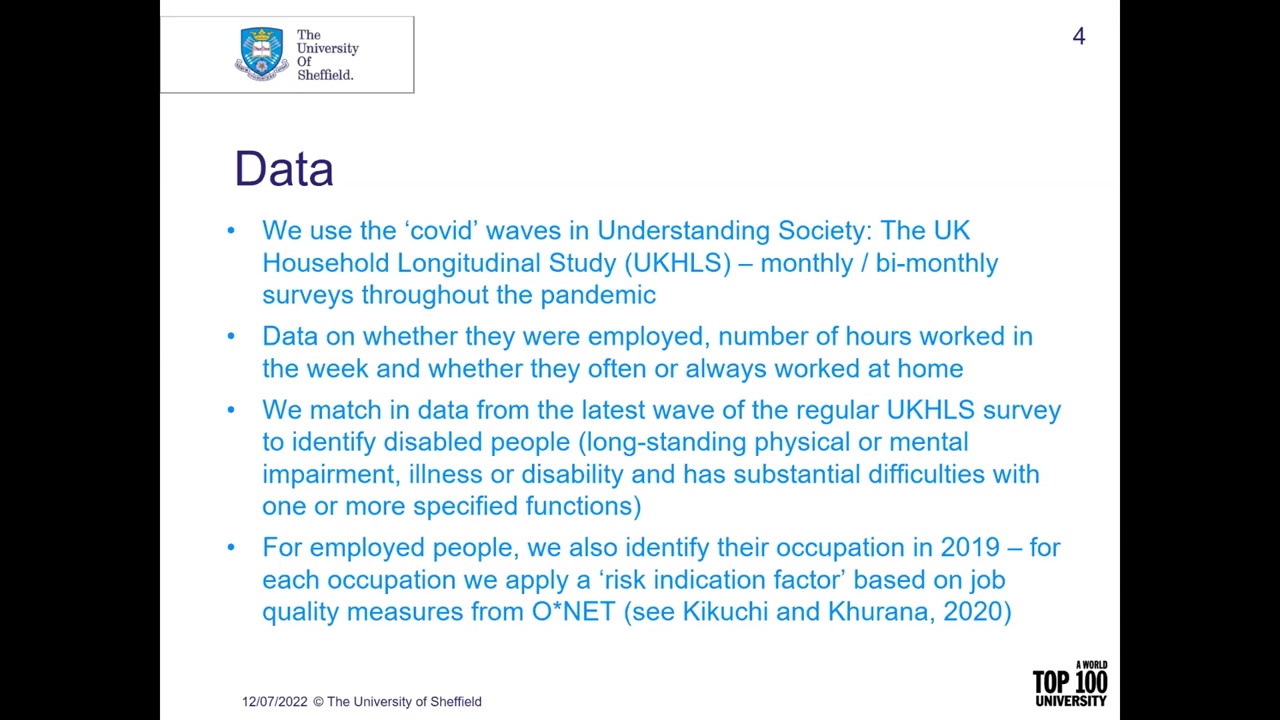 The
University
Of
Sheffield.
4
Data
• We use the ‘covid’ waves in Understanding Society: The UK
Household Longitudinal Study (UKHLS) – monthly / bi-monthly
surveys throughout the pandemic
• Data on whether they were employed, number of hours worked in
the week and whether they often or always worked at home
• We match in data from the latest wave of the regular UKHLS survey
to identify disabled people (long-standing physical or mental
impairment, illness or disability and has substantial difficulties with
one or more specified functions)
• For employed people, we also identify their occupation in 2019 – for
each occupation we apply a ‘risk indication factor’ based on job
quality measures from O*NET (see Kikuchi and Khurana, 2020)
12/07/2022 © The University of Sheffield
A WORLD
TOP 100
UNIVERSITY